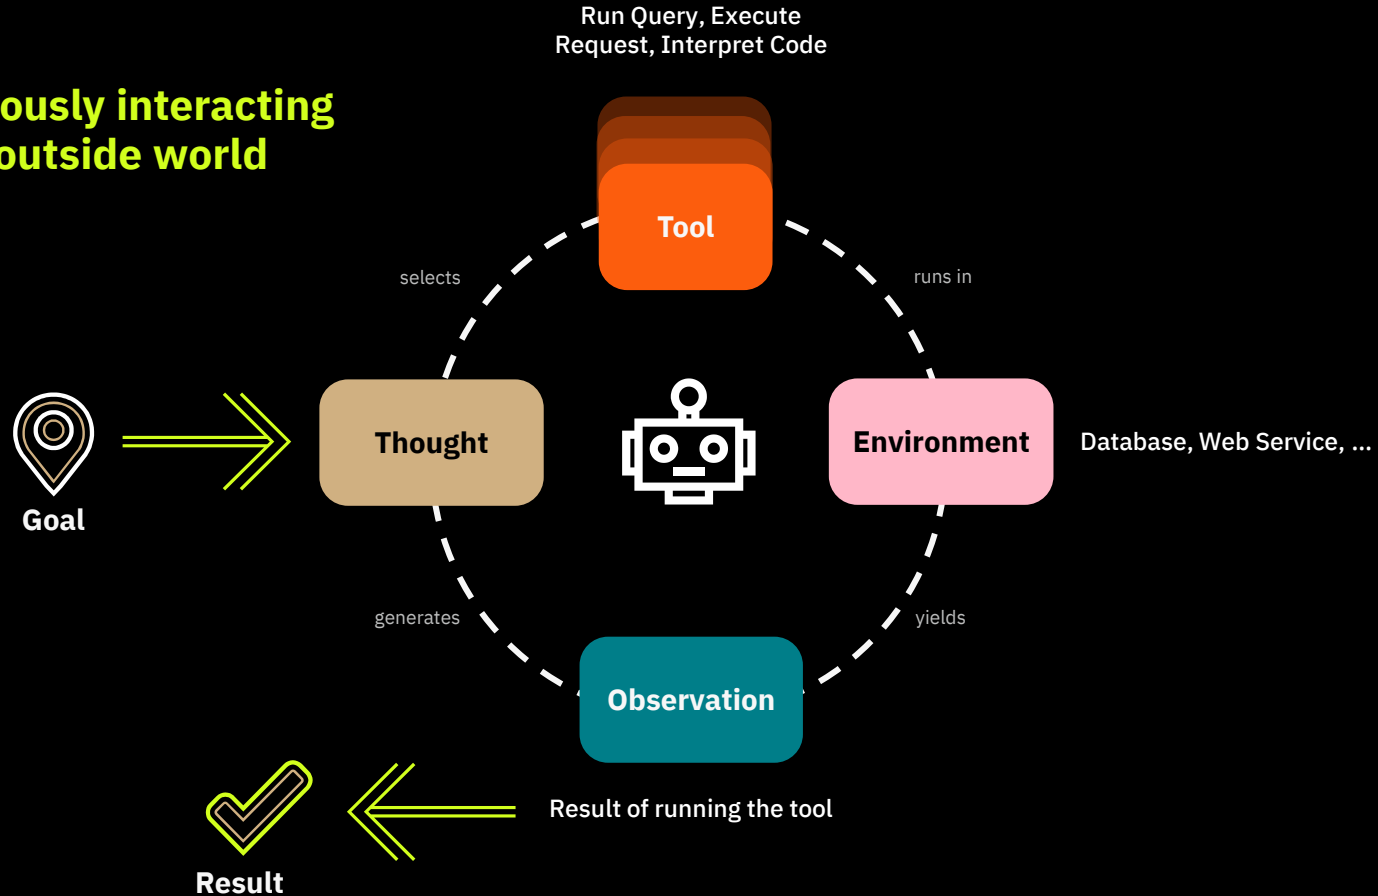 Run Query, Execute
Request, Interpret Code
ously interacting
outside world
Tool
selects
runs in
Thought
Environment
Database, Web Service, ...
Goal
generates
yields
Observation
Result of running the tool
Result